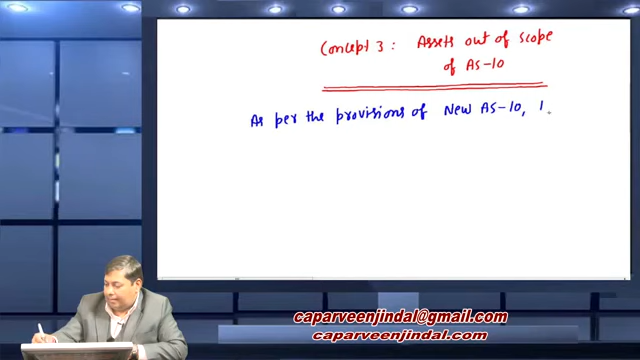 Concept 3 : Assets out of scope
of AS-10
As per the provisions of New AS-10, 1
caparveenjindal@gmail.com
caparveenjindal.com